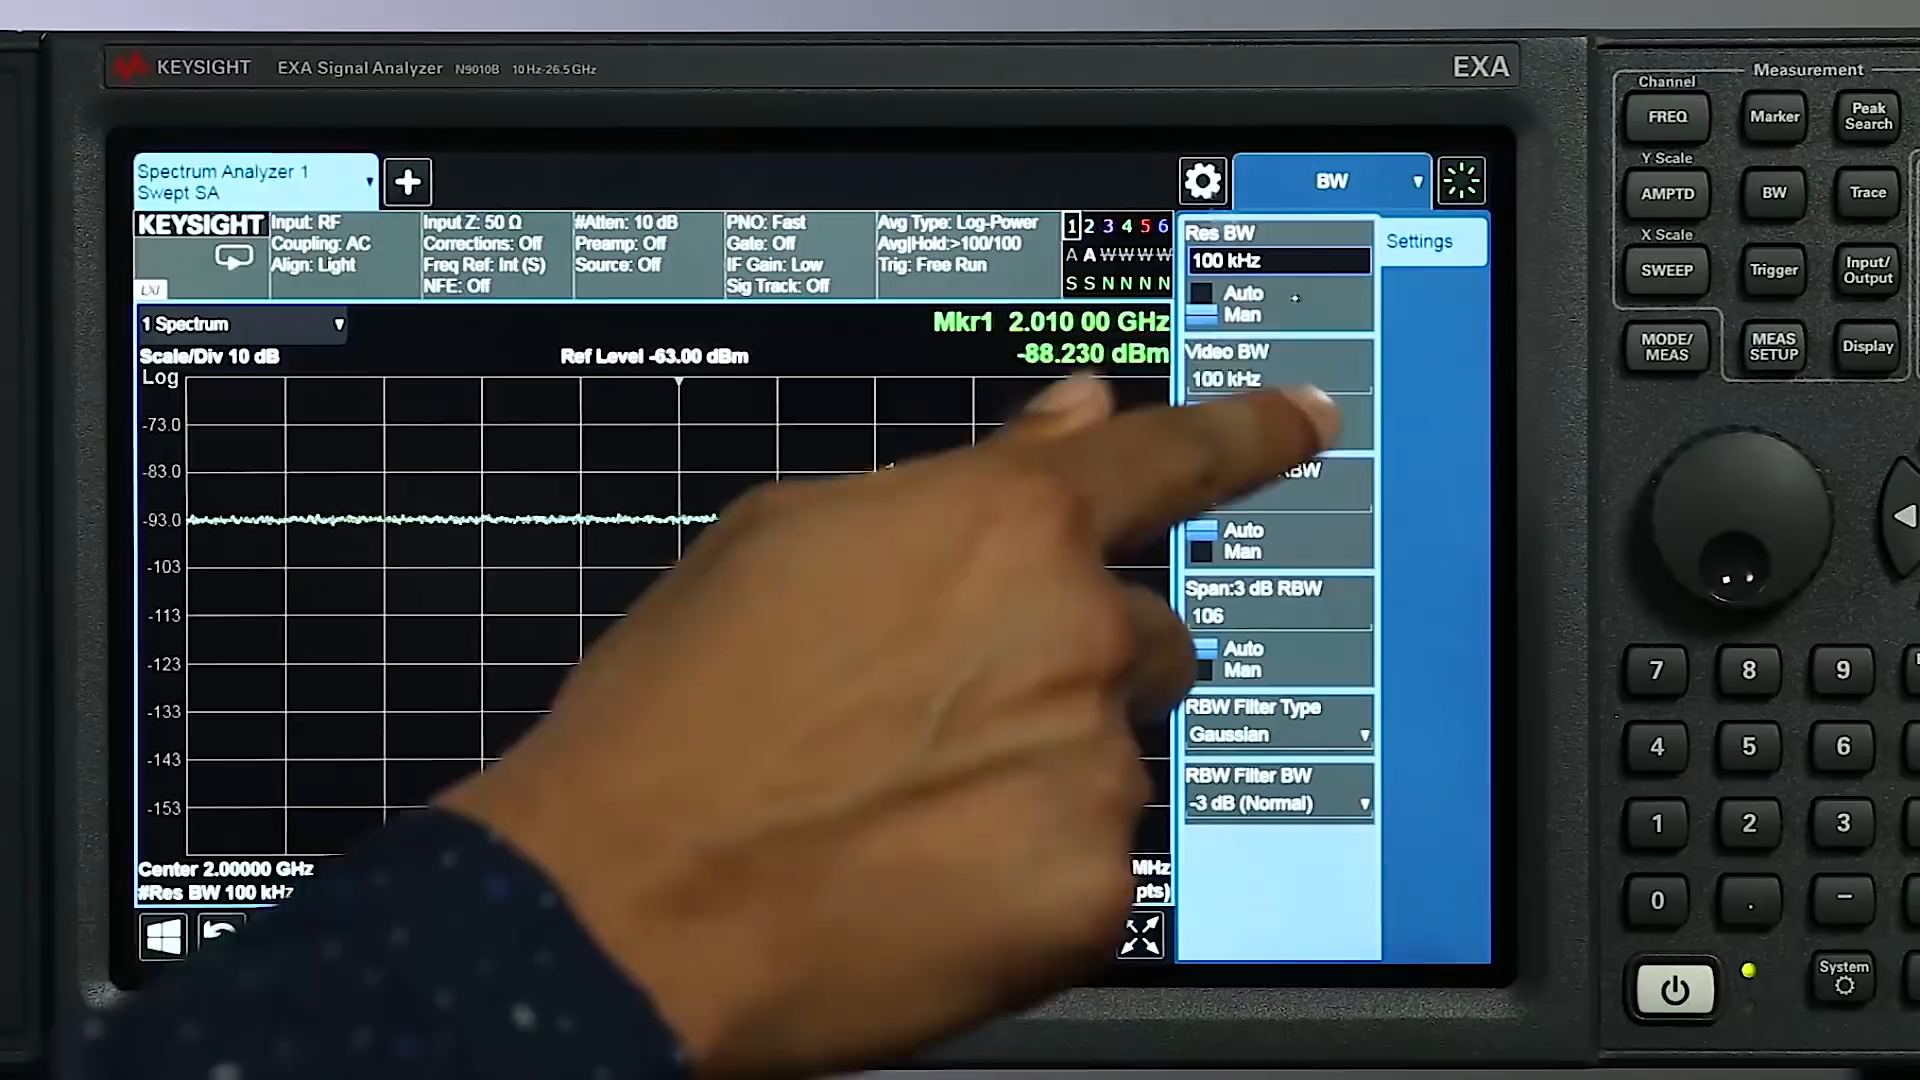 KEYSIGHT EXA Signal Analyzer N9010B 10Hz-26.5GHz EXA
Measurement
Channel
FREQ
Marker
Peak
Search
Y Scale
AMPTD
BW
Trace
X Scale
SWEEP
Trigger
Input/
Output
MODE/
MEAS
MEAS
SETUP
Display
7 8 9
4 5 6
1 2 3
0 . −
System
Spectrum Analyzer 1
Swept SA
BW
KEYSIGHT
LXI
Input: RF
Coupling: AC
Align: Light
Input Z: 50 Ω
Corrections: Off
Freq Ref: Int (S)
NFE: Off
#Atten: 10 dB
Preamp: Off
Source: Off
PNO: Fast
Gate: Off
IF Gain: Low
Sig Track: Off
Avg Type: Log-Power
Avg|Hold:>100/100
Trig: Free Run
1 2 3 4 5 6
A A W W W W
S S N N N N
1 Spectrum
Scale/Div 10 dB
Log
Ref Level -63.00 dBm
Mkr1 2.010 00 GHz
-88.230 dBm
-73.0
-83.0
-93.0
-103
-113
-123
-133
-143
-153
Center 2.00000 GHz
#Res BW 100 kHz
MHz
pts)
Res BW
100 kHz
Auto
Man
Video BW
100 kHz
RBW
Auto
Man
Span:3 dB RBW
106
Auto
Man
RBW Filter Type
Gaussian
RBW Filter BW
-3 dB (Normal)
Settings